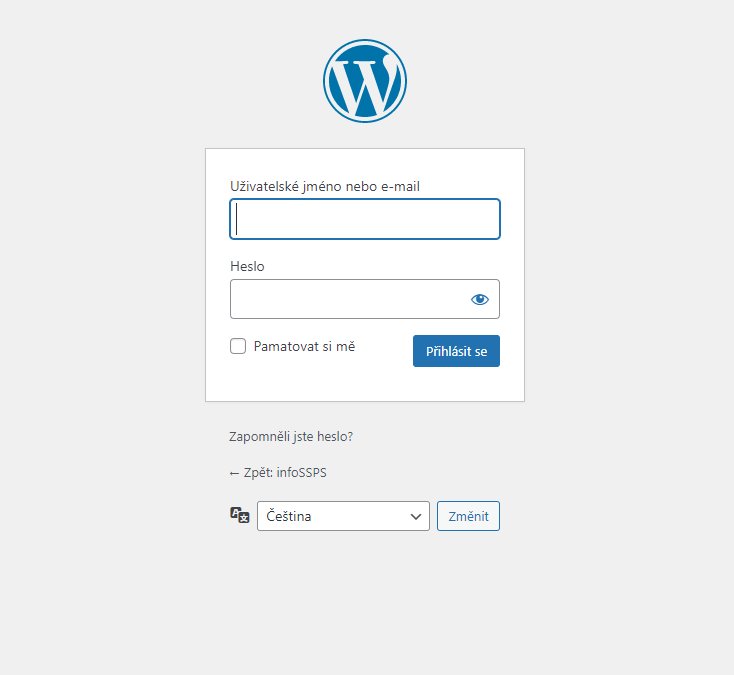 Uživatelské jméno nebo e-mail
Heslo
Pamatovat si mě
Přihlásit se
Zapomněli jste heslo?
← Zpět: infoSSPS
Čeština
Změnit